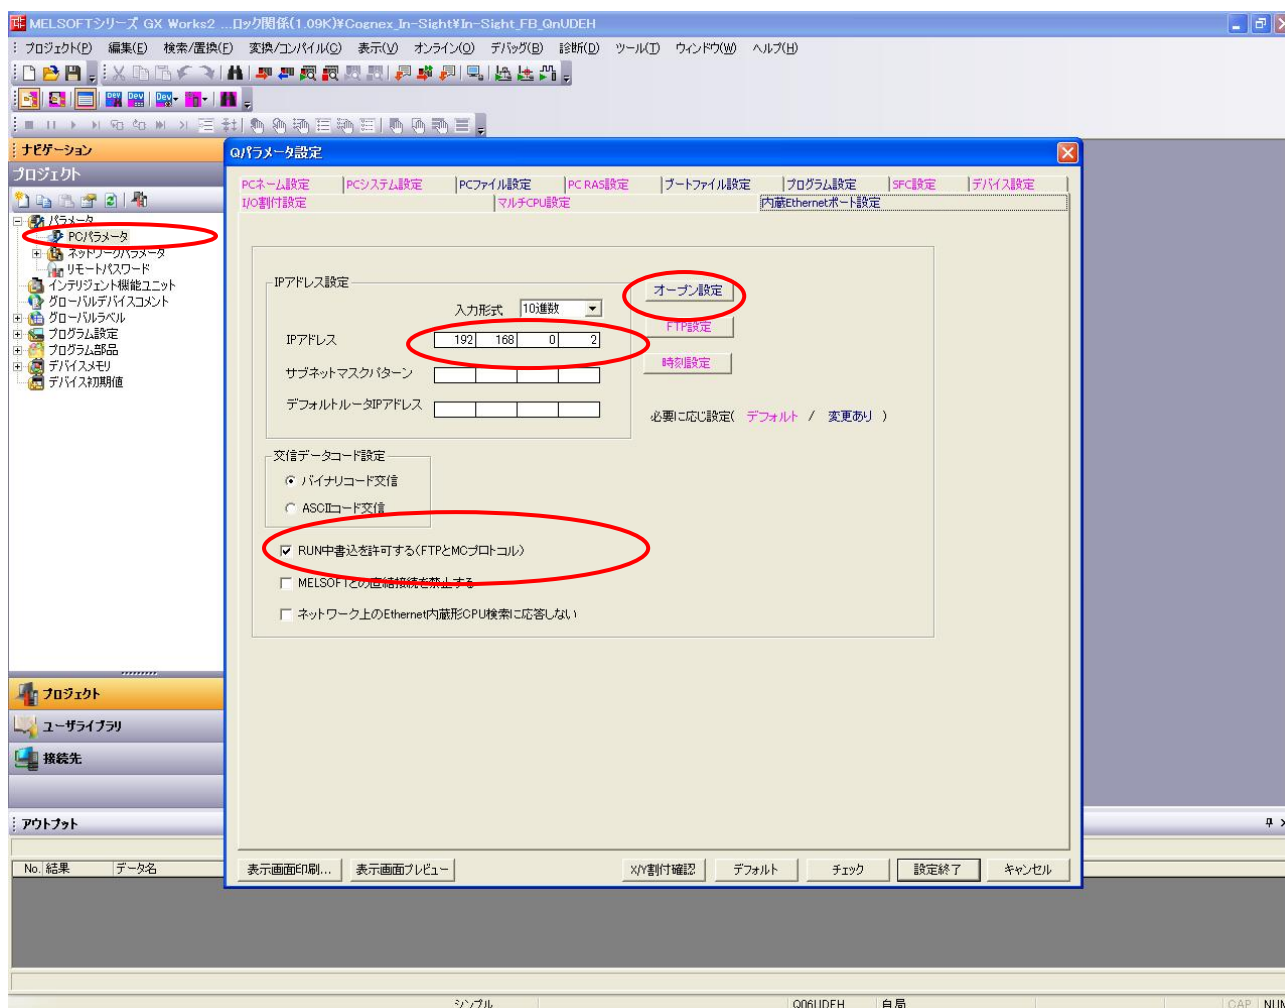 MELSOFTシリーズ GX Works2 ...ロック関係(1.09K)¥Cognex_In-Sight¥In-Sight_FB_QnUDEH
プロジェクト(P) 編集(E) 検索/置換(F) 変換/コンパイル(C) 表示(V) オンライン(O) デバッグ(B) 診断(D) ツール(T) ウィンドウ(W) ヘルプ(H)
ナビゲーション
プロジェクト
パラメータ
PCパラメータ
ネットワークパラメータ
リモートパスワード
インテリジェント機能ユニット
グローバルデバイスコメント
グローバルラベル
プログラム設定
プログラム部品
デバイスメモリ
デバイス初期値
プロジェクト
ユーザライブラリ
接続先
Qパラメータ設定
PCネーム設定 PCシステム設定 PCファイル設定 PC RAS設定 ブートファイル設定 プログラム設定 SFC設定 デバイス設定
I/O割付設定 マルチCPU設定 内蔵Ethernetポート設定
IPアドレス設定
入力形式 10進数
IPアドレス 192 168 0 2
サブネットマスクパターン
デフォルトルータIPアドレス
オープン設定
FTP設定
時刻設定
必要に応じ設定( デフォルト / 変更あり )
交信データコード設定
バイナリコード交信
ASCIIコード交信
RUN中書込を許可する(FTPとMCプロトコル)
MELSOFTとの直結接続を禁止する
ネットワーク上のEthernet内蔵形CPU検索に応答しない
表示画面印刷... 表示画面プレビュー X/Y割付確認 デフォルト チェック 設定終了 キャンセル
アウトプット
No. 結果 データ名
シンプル Q06UDEH 自局 CAP NUM